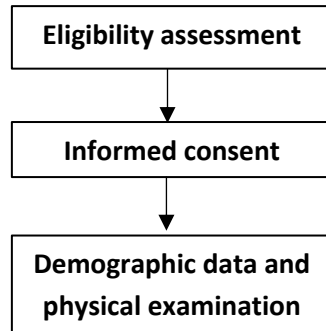 Eligibility assessment
Informed consent
Demographic data and
physical examination